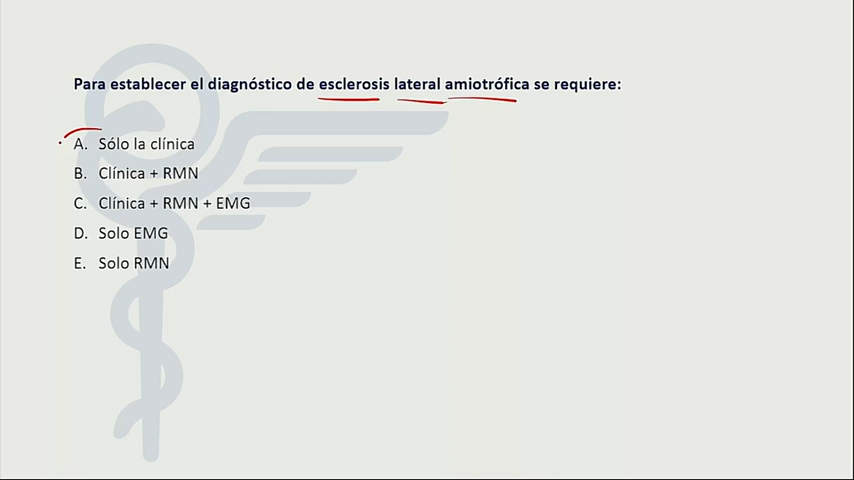 Para establecer el diagnóstico de esclerosis lateral amiotrófica se requiere:
A. Sólo la clínica
B. Clínica + RMN
C. Clínica + RMN + EMG
D. Solo EMG
E. Solo RMN